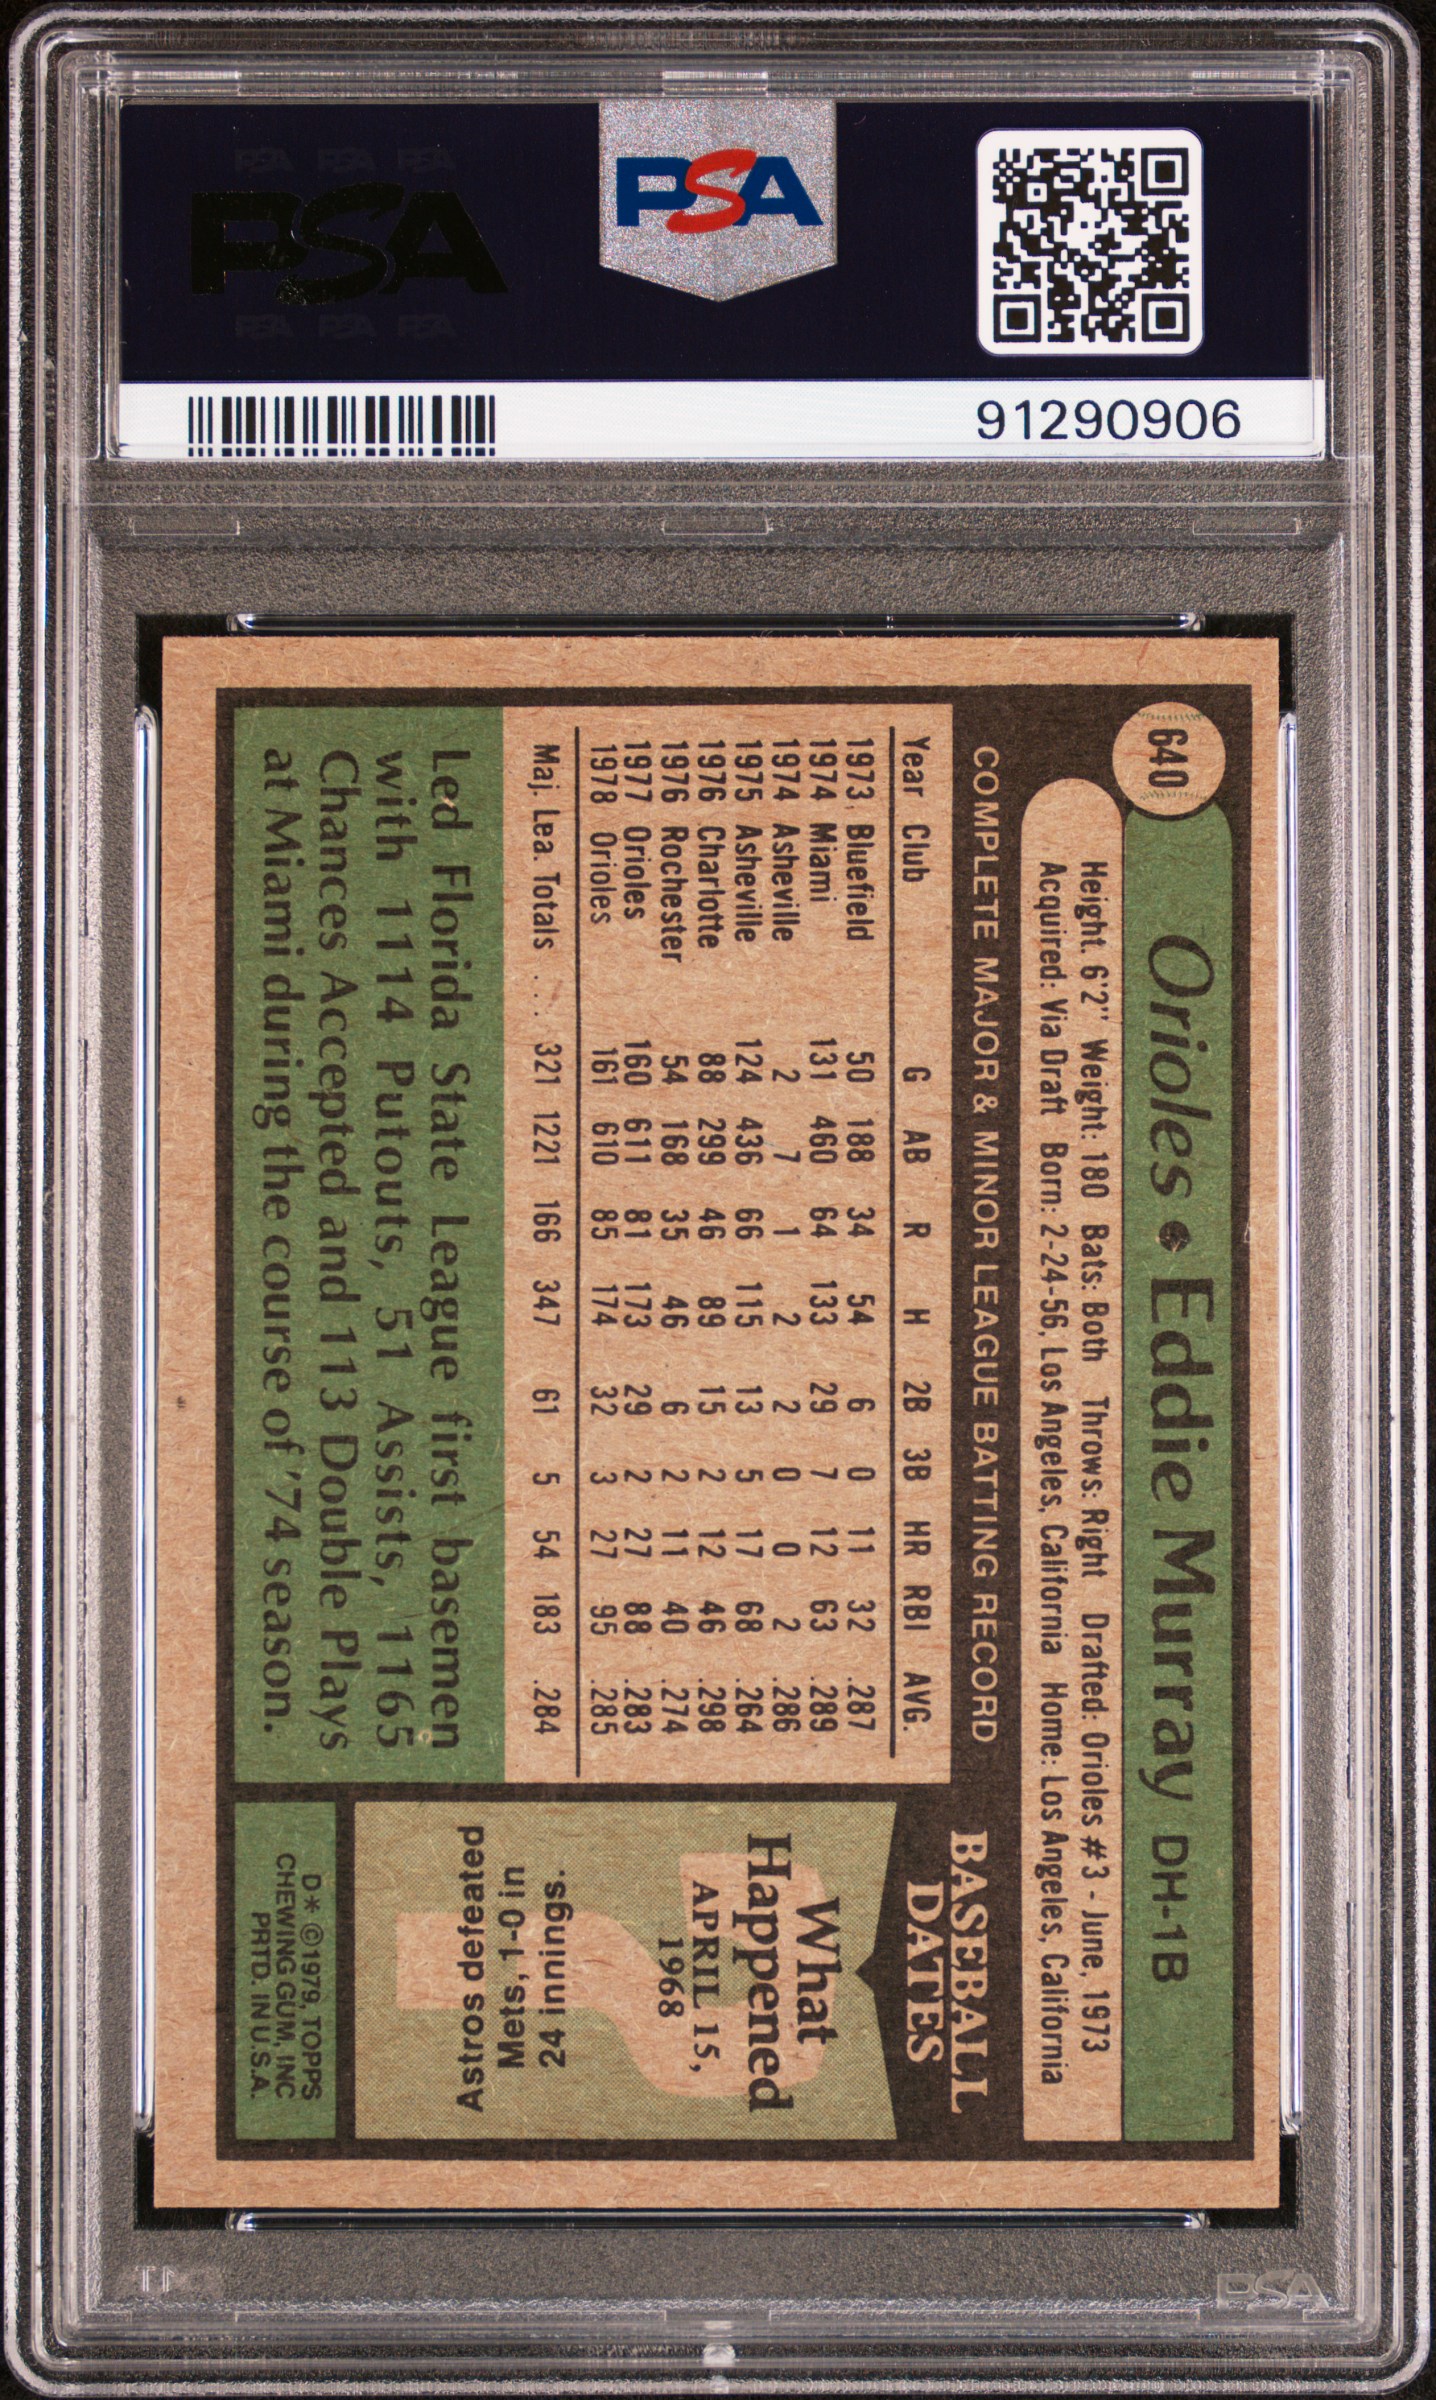 PSA PSA PSA
PSA
PSA PSA PSA
PSA
91290906
640
Orioles • Eddie Murray DH-1B
Height. 6'2" Weight: 180 Bats: Both Throws: Right Drafted: Orioles #3 - June, 1973
Acquired: Via Draft Born: 2-24-56, Los Angeles, California Home: Los Angeles, California
COMPLETE MAJOR & MINOR LEAGUE BATTING RECORD
Year Club G AB R H 2B 3B HR RBI AVG.
1973 Bluefield 50 188 34 54 6 0 11 32 .287
1974 Miami 131 460 64 133 29 7 12 63 .289
1974 Asheville 2 7 1 2 2 0 0 2 .286
1975 Asheville 124 436 66 115 13 5 17 68 .264
1976 Charlotte 88 299 46 89 15 2 12 46 .298
1976 Rochester 54 168 35 46 6 2 11 40 .274
1977 Orioles 160 611 81 173 29 2 27 88 .283
1978 Orioles 161 610 85 174 32 3 27 95 .285
Maj. Lea. Totals ... 321 1221 166 347 61 5 54 183 .284
Led Florida State League first basemen
with 1114 Putouts, 51 Assists, 1165
Chances Accepted and 113 Double Plays
at Miami during the course of '74 season.
BASEBALL
DATES
What
Happened
APRIL 15,
1968
24 innings.
Mets, 1-0 in
Astros defeated
D* ©1979, TOPPS
CHEWING GUM, INC
PRTD. IN U.S.A.
PSA